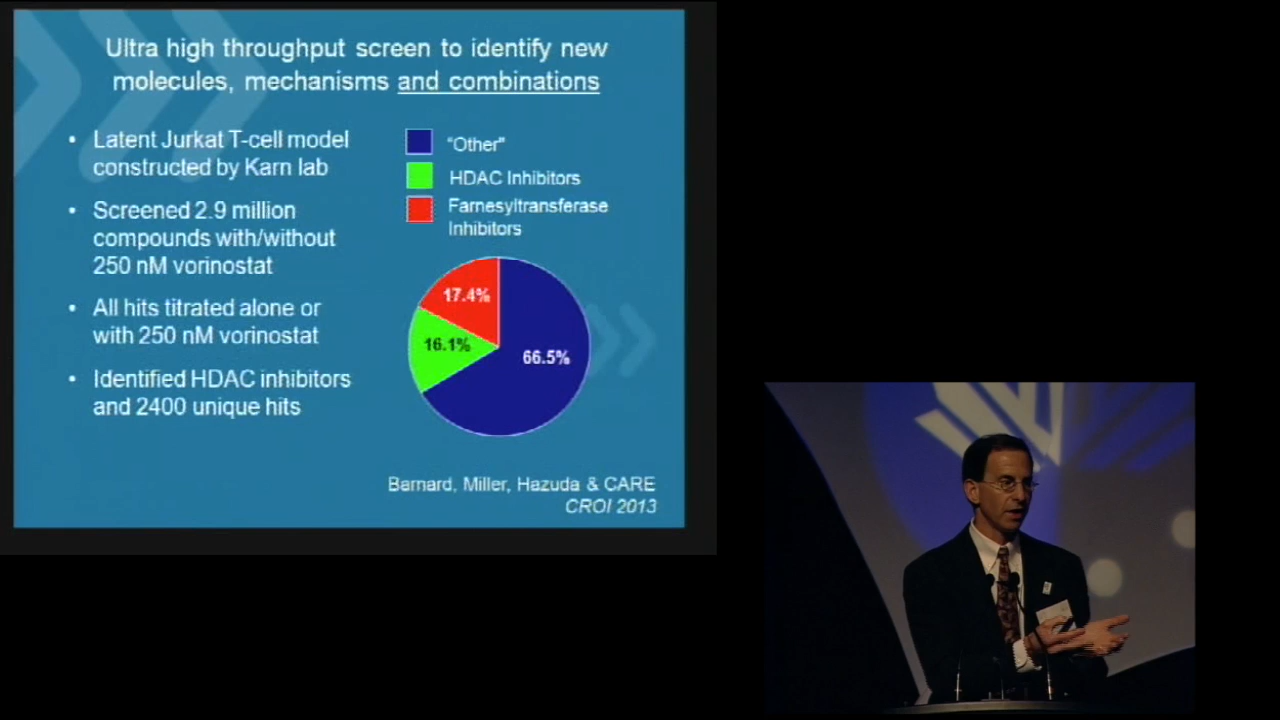 Ultra high throughput screen to identify new
molecules, mechanisms and combinations
• Latent Jurkat T-cell model
constructed by Karn lab
• Screened 2.9 million
compounds with/without
250 nM vorinostat
• All hits titrated alone or
with 250 nM vorinostat
• Identified HDAC inhibitors
and 2400 unique hits
"Other"
HDAC Inhibitors
Farnesyltransferase
Inhibitors
17.4%
16.1%
66.5%
Barnard, Miller, Hazuda & CARE
CROI 2013